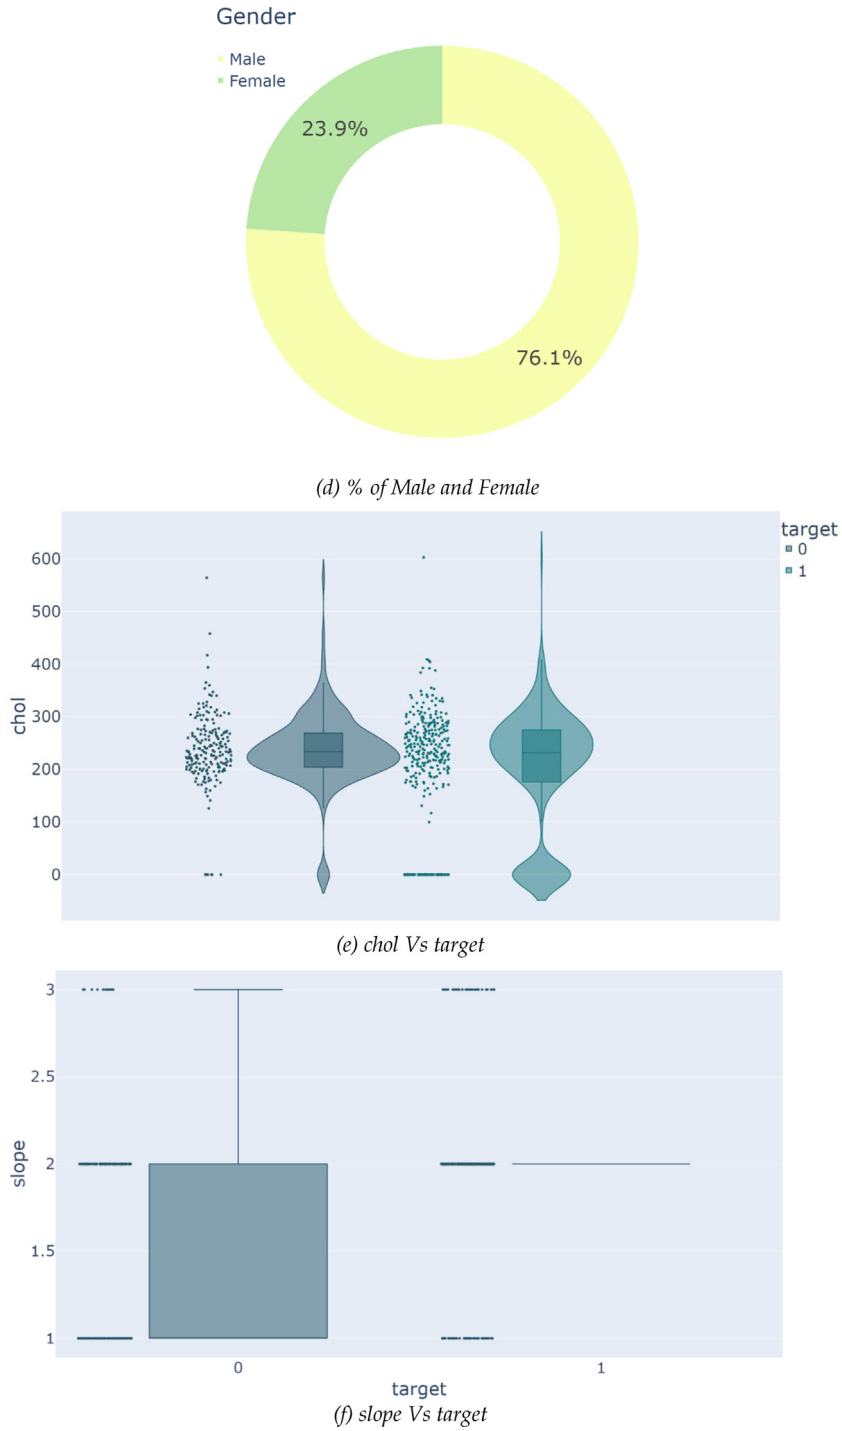 Gender
Male
Female
23.9%
76.1%
(d) % of Male and Female
target
0
1
600
500
400
300
200
100
0
chol
(e) chol Vs target
3
2.5
2
1.5
1
slope
0 1
target
(f) slope Vs target